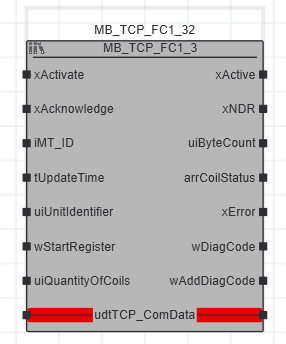 MB_TCP_FC1_32
MB_TCP_FC1_3
xActivate xActive
xAcknowledge xNDR
iMT_ID uiByteCount
tUpdateTime arrCoilStatus
uiUnitIdentifier xError
wStartRegister wDiagCode
uiQuantityOfCoils wAddDiagCode
udtTCP_ComData